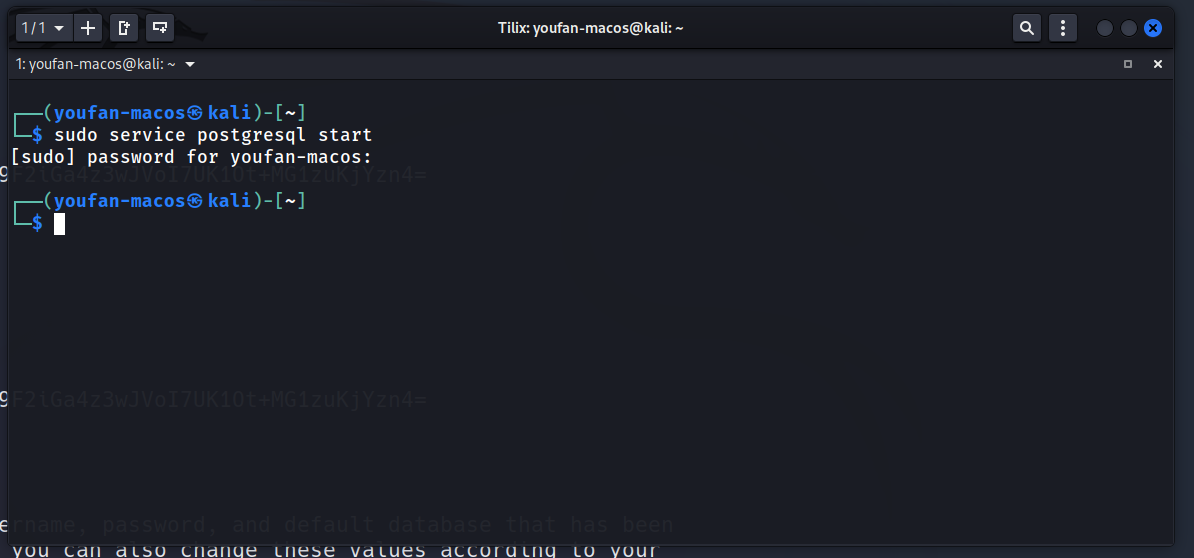 1 / 1
Tilix: youfan-macos@kali: ~
1: youfan-macos@kali: ~
┌──(youfan-macos㉿kali)-[~]
└─$ sudo service postgresql start
[sudo] password for youfan-macos:
9F2iGa4z3wJVoI7UK1Ot+MG1zuKjYzn4=
┌──(youfan-macos㉿kali)-[~]
└─$
9F2iGa4z3wJVoI7UK1Ot+MG1zuKjYzn4=
ername, password, and default database that has been
you can also change these values according to your